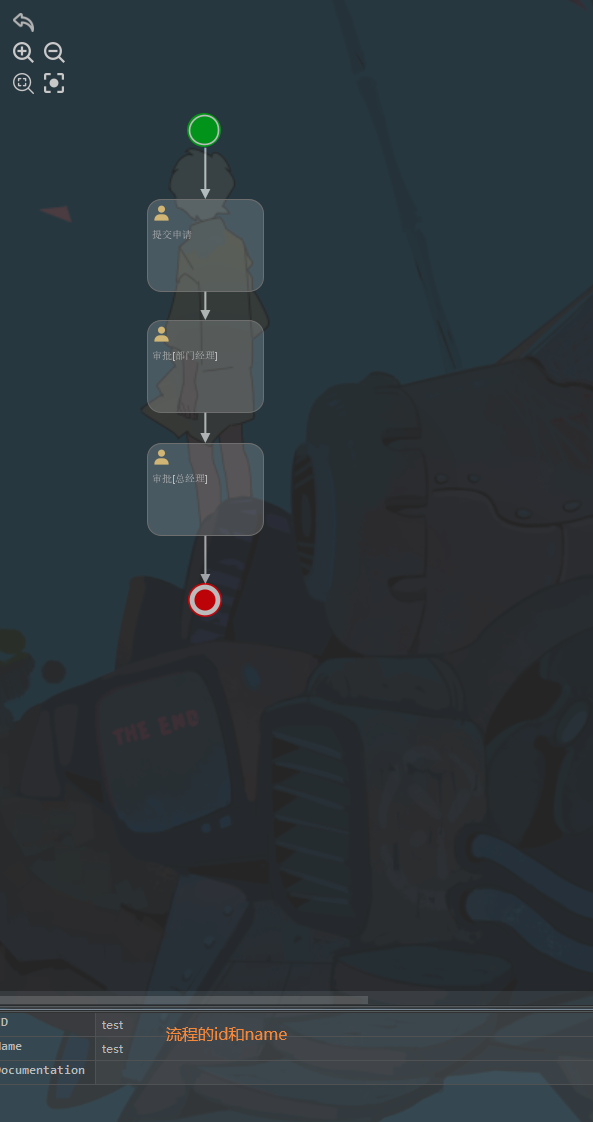 提交申请
审批[部门经理]
审批[总经理]
THE END
D
test
流程的id和name
ame
test
ocumentation